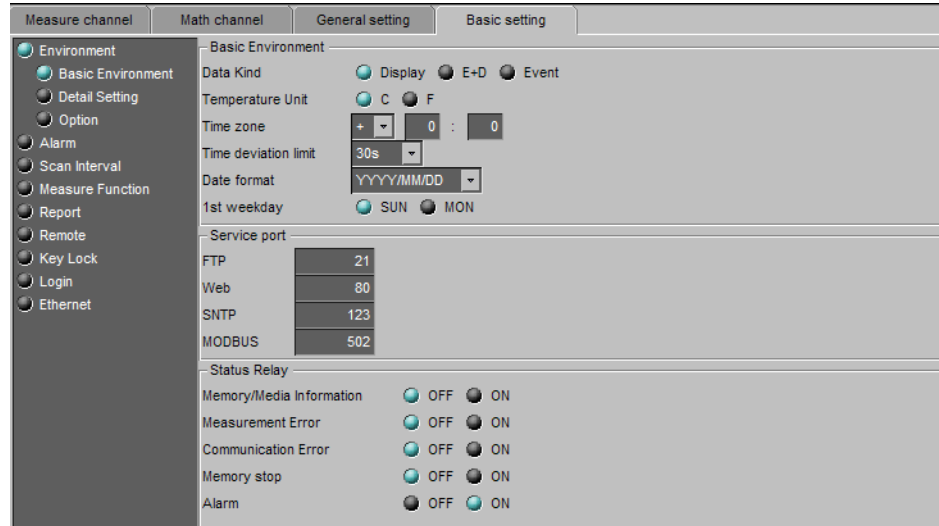 Measure channel Math channel General setting Basic setting
Environment
Basic Environment
Detail Setting
Option
Alarm
Scan Interval
Measure Function
Report
Remote
Key Lock
Login
Ethernet
Basic Environment
Data Kind Display E+D Event
Temperature Unit C F
Time zone + 0 : 0
Time deviation limit 30s
Date format YYYY/MM/DD
1st weekday SUN MON
Service port
FTP 21
Web 80
SNTP 123
MODBUS 502
Status Relay
Memory/Media Information OFF ON
Measurement Error OFF ON
Communication Error OFF ON
Memory stop OFF ON
Alarm OFF ON